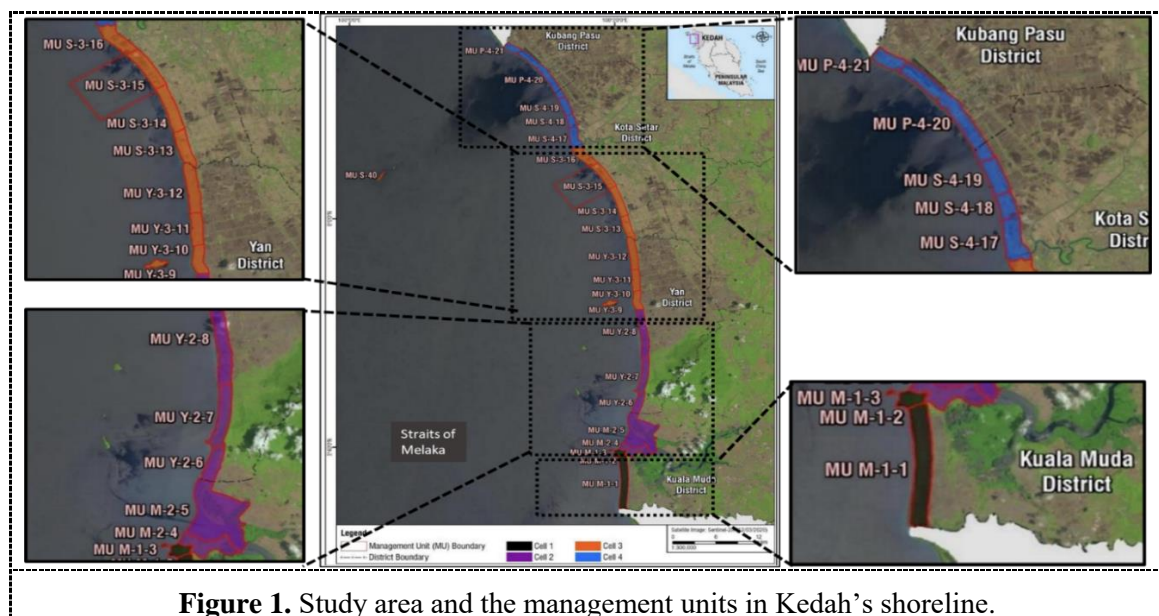 MU S-3-16
MU S-3-15
MU S-3-14
MU S-3-13
MU Y-3-12
MU Y-3-11
MU Y-3-10
MU Y-3-9
Yan
District
MU Y-2-8
MU Y-2-7
MU Y-2-6
MU M-2-5
MU M-2-4
MU M-1-3
Kubang Pasu
District
MU P-4-21
MU P-4-20
MU S-4-19
MU S-4-18
MU S-4-17
Kota Setar
District
MU S-3-16
MU S-40
MU S-3-15
MU S-3-14
MU S-3-13
MU Y-3-12
MU Y-3-11
MU Y-3-10
MU Y-3-9
Yan
District
MU Y-2-8
MU Y-2-7
MU Y-2-6
MU M-2-5
MU M-2-4
MU M-1-3
MU M-1-2
MU M-1-1
Kuala Muda
District
Straits of
Melaka
KEDAH
PENINSULAR
MALAYSIA
Legend
Management Unit (MU) Boundary
District Boundary
Cell 1
Cell 2
Cell 3
Cell 4
Kubang Pasu
District
MU P-4-21
MU P-4-20
MU S-4-19
MU S-4-18
MU S-4-17
Kota S
Distr
MU M-1-3
MU M-1-2
MU M-1-1
Kuala Muda
District
Figure 1. Study area and the management units in Kedah's shoreline.